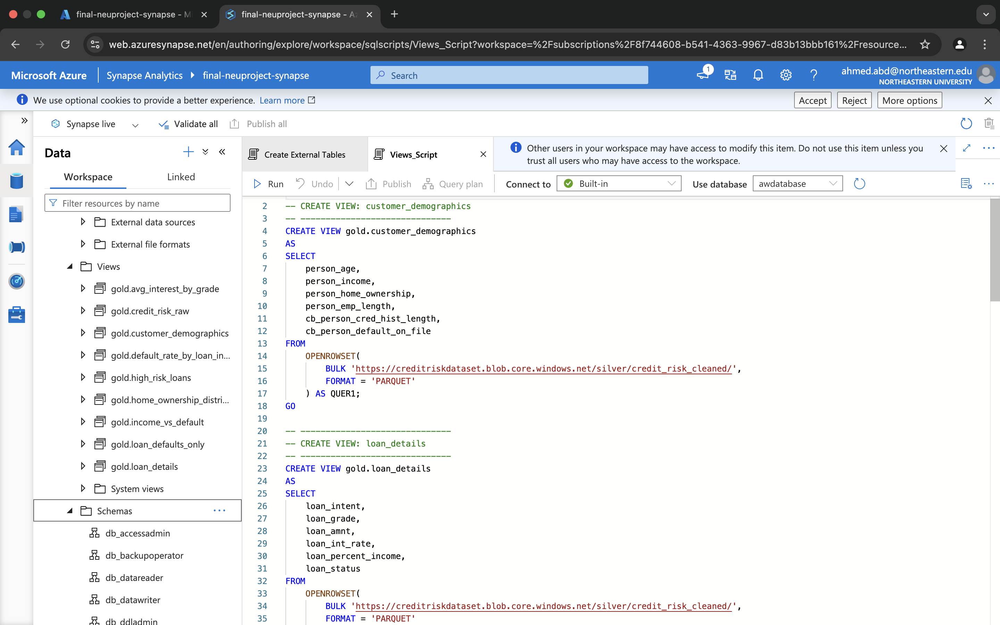 final-neuproject-synapse - Mi
final-neuproject-synapse - Az
web.azuresynapse.net/en/authoring/explore/workspace/sqlscripts/Views_Script?workspace=%2Fsubscriptions%2F8f744608-b541-4363-9967-d83b13bbb161%2Fresource...
Microsoft Azure
Synapse Analytics
final-neuproject-synapse
Search
1
ahmed.abd@northeastern.edu
NORTHEASTERN UNIVERSITY
We use optional cookies to provide a better experience. Learn more
Accept
Reject
More options
Synapse live
Validate all
Publish all
Data
Workspace
Linked
Filter resources by name
External data sources
External file formats
Views
gold.avg_interest_by_grade
gold.credit_risk_raw
gold.customer_demographics
gold.default_rate_by_loan_in...
gold.high_risk_loans
gold.home_ownership_distri...
gold.income_vs_default
gold.loan_defaults_only
gold.loan_details
System views
Schemas
db_accessadmin
db_backupoperator
db_datareader
db_datawriter
db_ddladmin
Create External Tables
Views_Script
Other users in your workspace may have access to modify this item. Do not use this item unless you
trust all users who may have access to the workspace.
Run
Undo
Publish
Query plan
Connect to
Built-in
Use database
awdatabase
2 -- CREATE VIEW: customer_demographics
3 -- ------------------------------
4 CREATE VIEW gold.customer_demographics
5 AS
6 SELECT
7 person_age,
8 person_income,
9 person_home_ownership,
10 person_emp_length,
11 cb_person_cred_hist_length,
12 cb_person_default_on_file
13 FROM
14 OPENROWSET(
15 BULK 'https://creditriskdataset.blob.core.windows.net/silver/credit_risk_cleaned/',
16 FORMAT = 'PARQUET'
17 ) AS QUER1;
18 GO
19
20 -- ------------------------------
21 -- CREATE VIEW: loan_details
22 -- ------------------------------
23 CREATE VIEW gold.loan_details
24 AS
25 SELECT
26 loan_intent,
27 loan_grade,
28 loan_amnt,
29 loan_int_rate,
30 loan_percent_income,
31 loan_status
32 FROM
33 OPENROWSET(
34 BULK 'https://creditriskdataset.blob.core.windows.net/silver/credit_risk_cleaned/',
35 FORMAT = 'PARQUET'